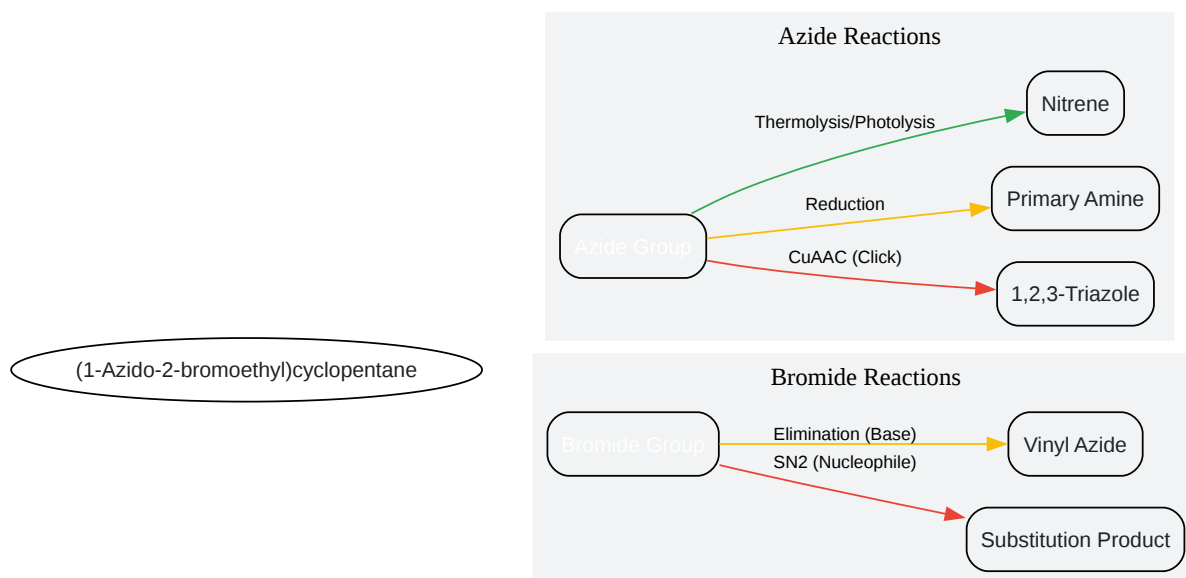 Azide Reactions
Nitrene
Thermolysis/Photolysis
Primary Amine
Reduction
Azide Group
CuAAC (Click)
1,2,3-Triazole
(1-Azido-2-bromoethyl)cyclopentane
Bromide Reactions
Elimination (Base)
Bromide Group
Vinyl Azide
SN2 (Nucleophile)
Substitution Product